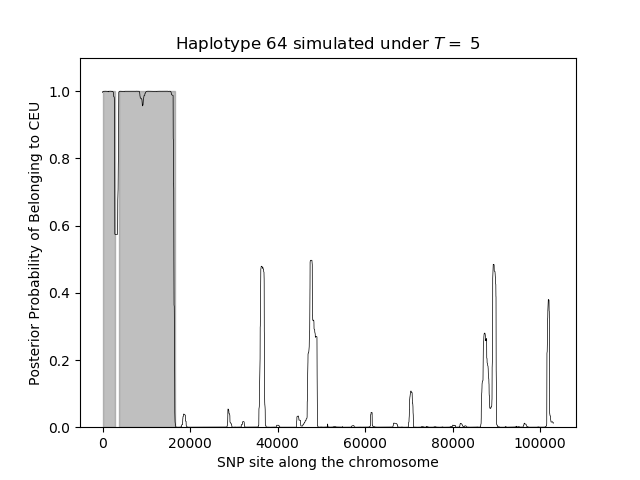 Haplotype 64 simulated under T = 5
Posterior Probability of Belonging to CEU
1.0
0.8
0.6
0.4
0.2
0.0
0 20000 40000 60000 80000 100000
SNP site along the chromosome